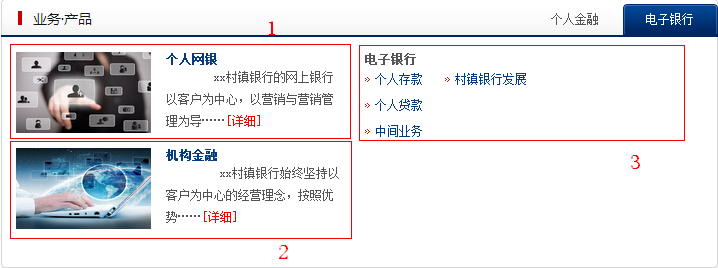 业务·产品
个人金融
电子银行
1
个人网银
xx村镇银行的网上银行
以客户为中心，以营销与营销管
理为导……[详细]
机构金融
xx村镇银行始终坚持以
客户为中心的经营理念，按照优
势……[详细]
2
电子银行
个人存款 村镇银行发展
个人贷款
中间业务
3